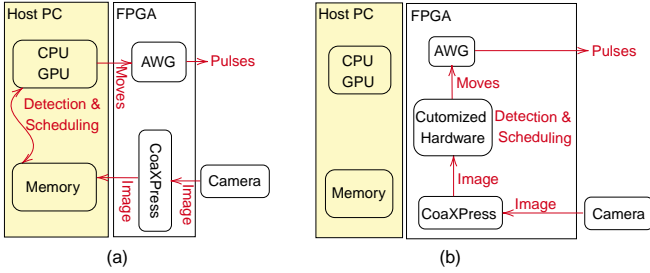 Host PC
FPGA
CPU
GPU
AWG
Pulses
Moves
Detection &
Scheduling
Memory
Image
CoaXPress
Image
Camera
(a)
Host PC
FPGA
CPU
GPU
AWG
Pulses
Moves
Cutomized
Hardware
Detection &
Scheduling
Image
Memory
CoaXPress
Image
Camera
(b)